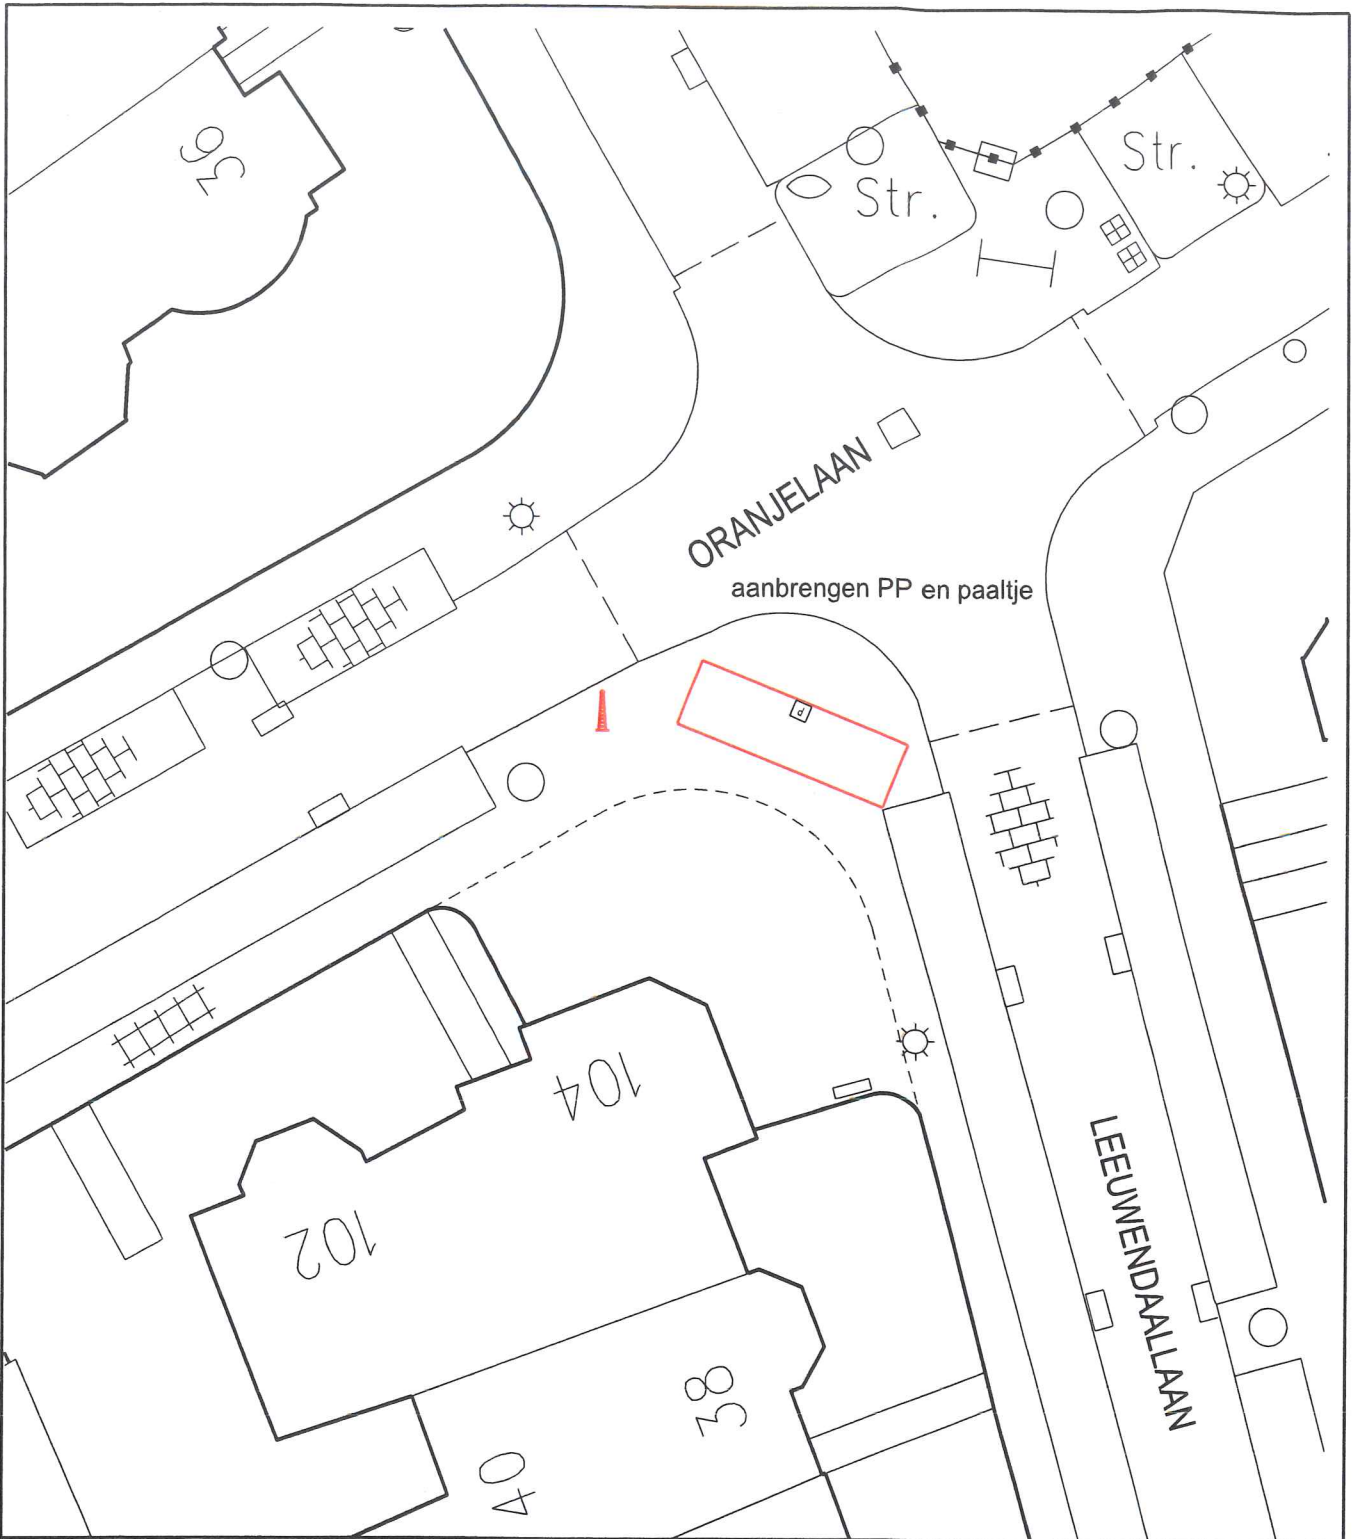 36
Str.
Str.
ORANJELAAN
aanbrengen PP en paaltje
d
104
102
LEEUWENDAALLAAN
38
40